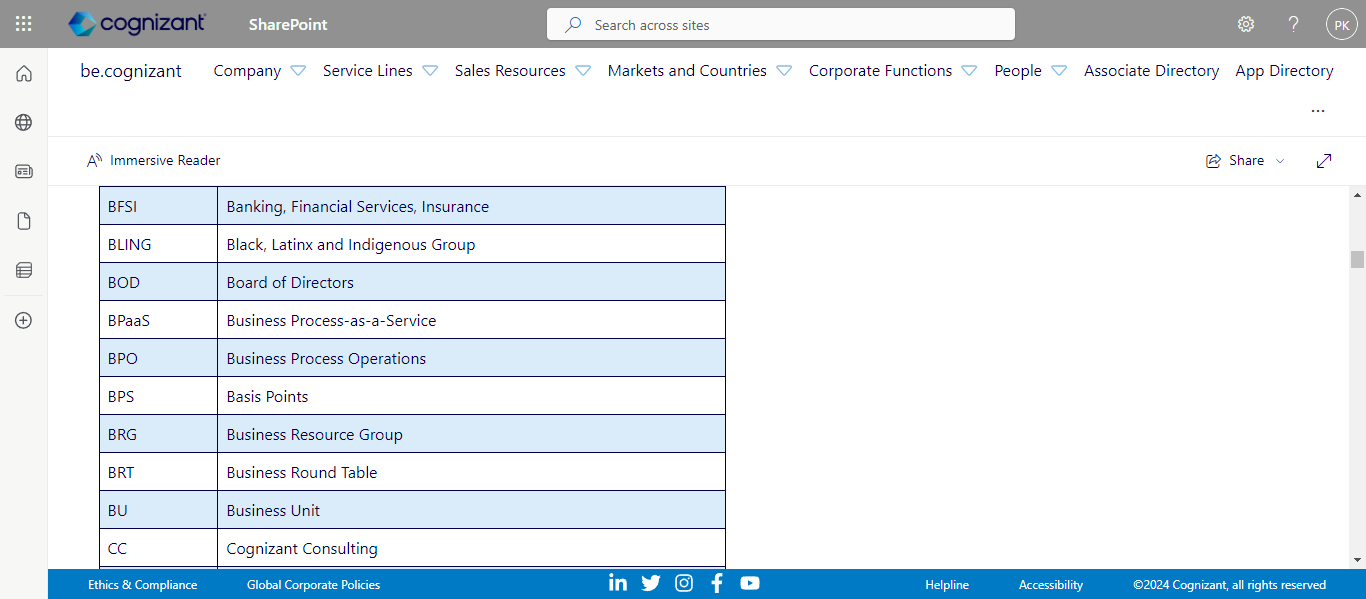 cognizant SharePoint Search across sites PK
be.cognizant Company Service Lines Sales Resources Markets and Countries Corporate Functions People Associate Directory App Directory
...
Immersive Reader Share
BFSI Banking, Financial Services, Insurance
BLING Black, Latinx and Indigenous Group
BOD Board of Directors
BPaaS Business Process-as-a-Service
BPO Business Process Operations
BPS Basis Points
BRG Business Resource Group
BRT Business Round Table
BU Business Unit
CC Cognizant Consulting
Ethics & Compliance Global Corporate Policies Helpline Accessibility ©2024 Cognizant, all rights reserved